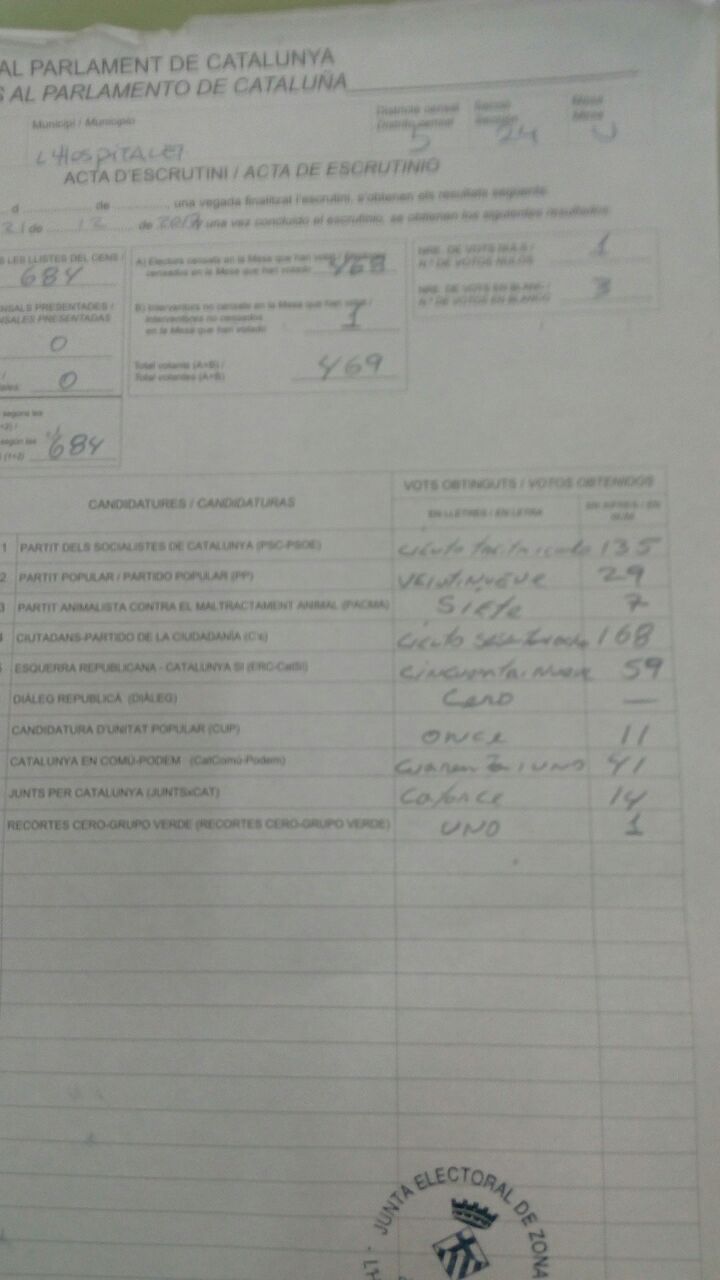 AL PARLAMENT DE CATALUNYA
S AL PARLAMENTO DE CATALUÑA
Municipi / Municipio
Districte censal
Distrito censal
Secció
Sección
Mesa
Mesa
L'HOSPITALET
5
24
U
ACTA D'ESCRUTINI / ACTA DE ESCRUTINIO
d de , una vegada finalitzat l'escrutini, s'obtenen els resultats següents:
21 de 12 de 2017 y una vez concluido el escrutinio, se obtienen los siguientes resultados:
S LES LLISTES DEL CENS /
684
A) Electors censats en la Mesa que han votat /
censados en la Mesa que han votado
468
NRE. DE VOTS NULS /
N.º DE VOTOS NULOS
1
NRE. DE VOTS EN BLANC /
N.º DE VOTOS EN BLANCO
3
ENSALS PRESENTADES /
NSALES PRESENTADAS
0
B) Interventors no censats en la Mesa que han votat /
Interventores no censados
en la Mesa que han votado
1
ales:
0
Total votants (A+B) /
Total votantes (A+B)
469
segons les
+2) /
según las
(1+2)
684
CANDIDATURES / CANDIDATURAS
VOTS OBTINGUTS / VOTOS OBTENIDOS
EN LLETRES / EN LETRA
EN XIFRES / EN
NUM.
1 PARTIT DELS SOCIALISTES DE CATALUNYA (PSC-PSOE) 135
2 PARTIT POPULAR / PARTIDO POPULAR (PP) VEINTINUEVE 29
3 PARTIT ANIMALISTA CONTRA EL MALTRACTAMENT ANIMAL (PACMA) Siete 7
4 CIUTADANS-PARTIDO DE LA CIUDADANÍA (C's) 168
ESQUERRA REPUBLICANA - CATALUNYA SÍ (ERC-CatSí) cincuenta i nueve 59
DIÀLEG REPUBLICÀ (DIÀLEG) Cero —
CANDIDATURA D'UNITAT POPULAR (CUP) ONCE 11
CATALUNYA EN COMÚ-PODEM (CatComú-Podem) cuarenta i uno 41
JUNTS PER CATALUNYA (JUNTSxCAT) Catorce 14
RECORTES CERO-GRUPO VERDE (RECORTES CERO-GRUPO VERDE) UNO 1
JUNTA ELECTORAL DE ZONA